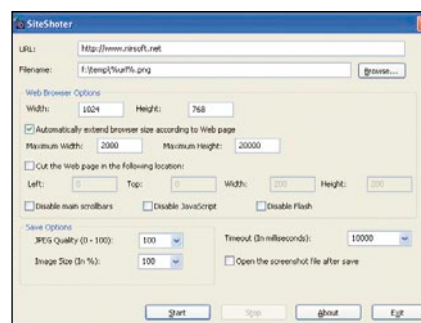 SiteShoter
URL: http://www.nirsoft.net
Filename: f:\temp\%url%.png Browse...
Web Browser Options
Width: 1024 Height: 768
Automatically extend browser size according to Web page
Maximum Width: 2000 Maximum Height: 20000
Cut the Web page in the following location:
Left: 0 Top: 0 Width: 200 Height: 200
Disable main scrollbars Disable JavaScript Disable Flash
Save Options
JPEG Quality (0 - 100): 100 Timeout (In milliseconds): 10000
Image Size (In %): 100 Open the screenshot file after save
Start Stop About Exit